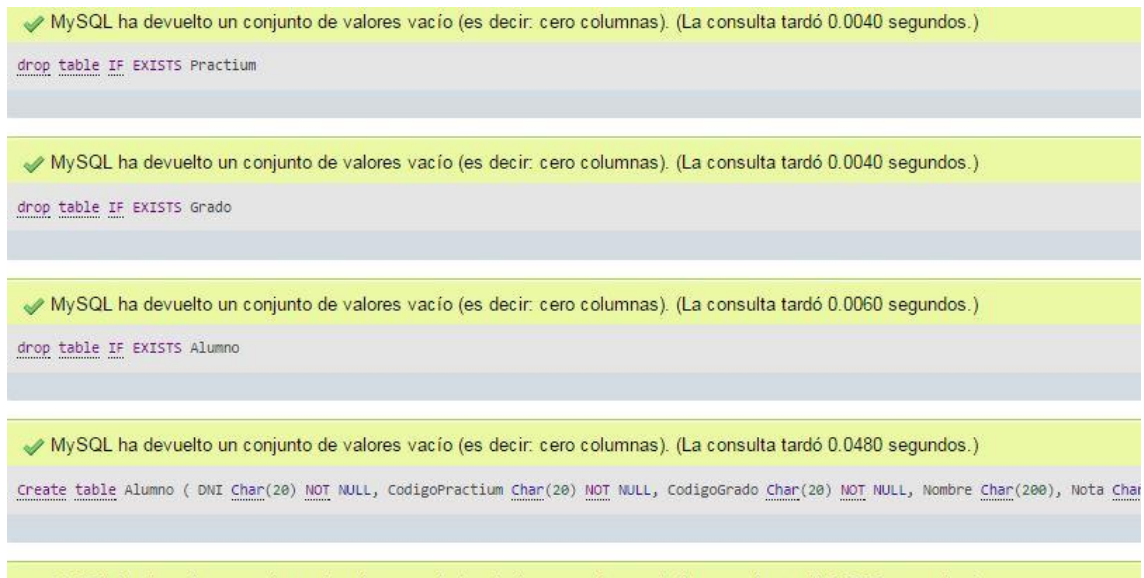 MySQL ha devuelto un conjunto de valores vacío (es decir: cero columnas). (La consulta tardó 0.0040 segundos.)
drop table IF EXISTS Practium
MySQL ha devuelto un conjunto de valores vacío (es decir: cero columnas). (La consulta tardó 0.0040 segundos.)
drop table IF EXISTS Grado
MySQL ha devuelto un conjunto de valores vacío (es decir: cero columnas). (La consulta tardó 0.0060 segundos.)
drop table IF EXISTS Alumno
MySQL ha devuelto un conjunto de valores vacío (es decir: cero columnas). (La consulta tardó 0.0480 segundos.)
Create table Alumno ( DNI Char(20) NOT NULL, CodigoPractium Char(20) NOT NULL, CodigoGrado Char(20) NOT NULL, Nombre Char(200), Nota Char